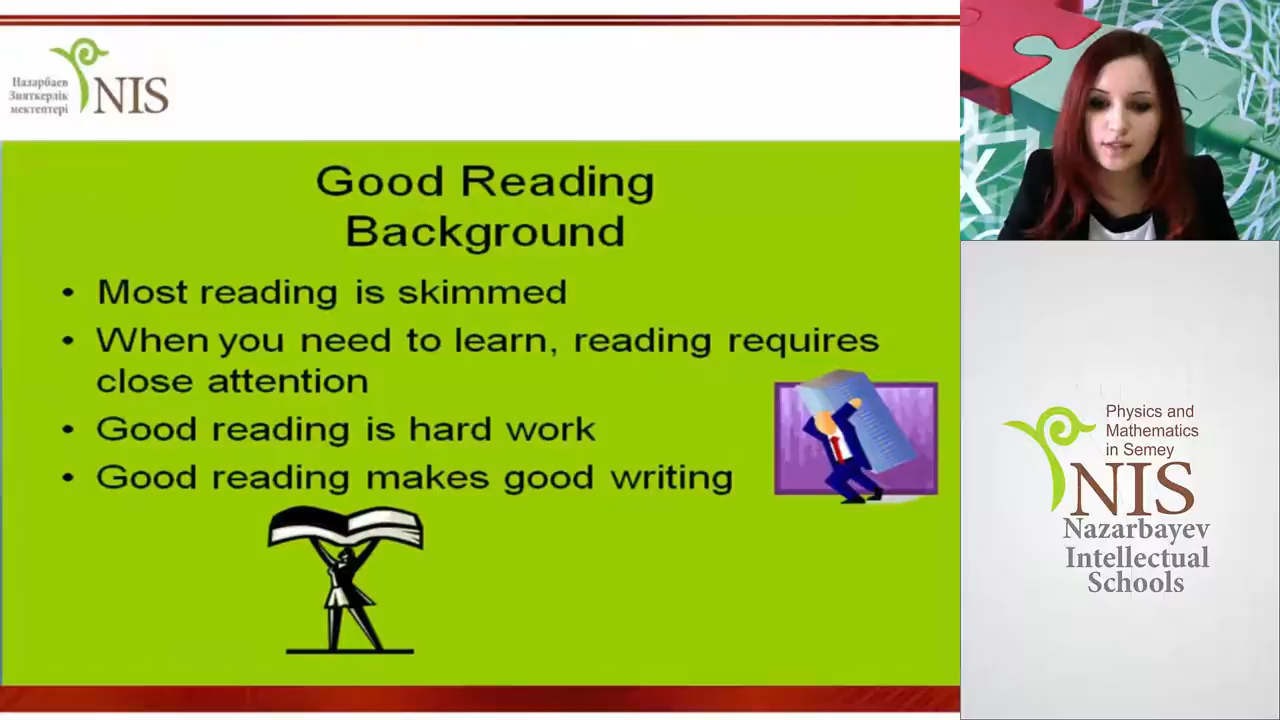 Назарбаев
Зияткерлік
мектептері
NIS
Good Reading
Background
• Most reading is skimmed
• When you need to learn, reading requires
close attention
• Good reading is hard work
• Good reading makes good writing
Physics and
Mathematics
in Semey
NIS
Nazarbayev
Intellectual
Schools